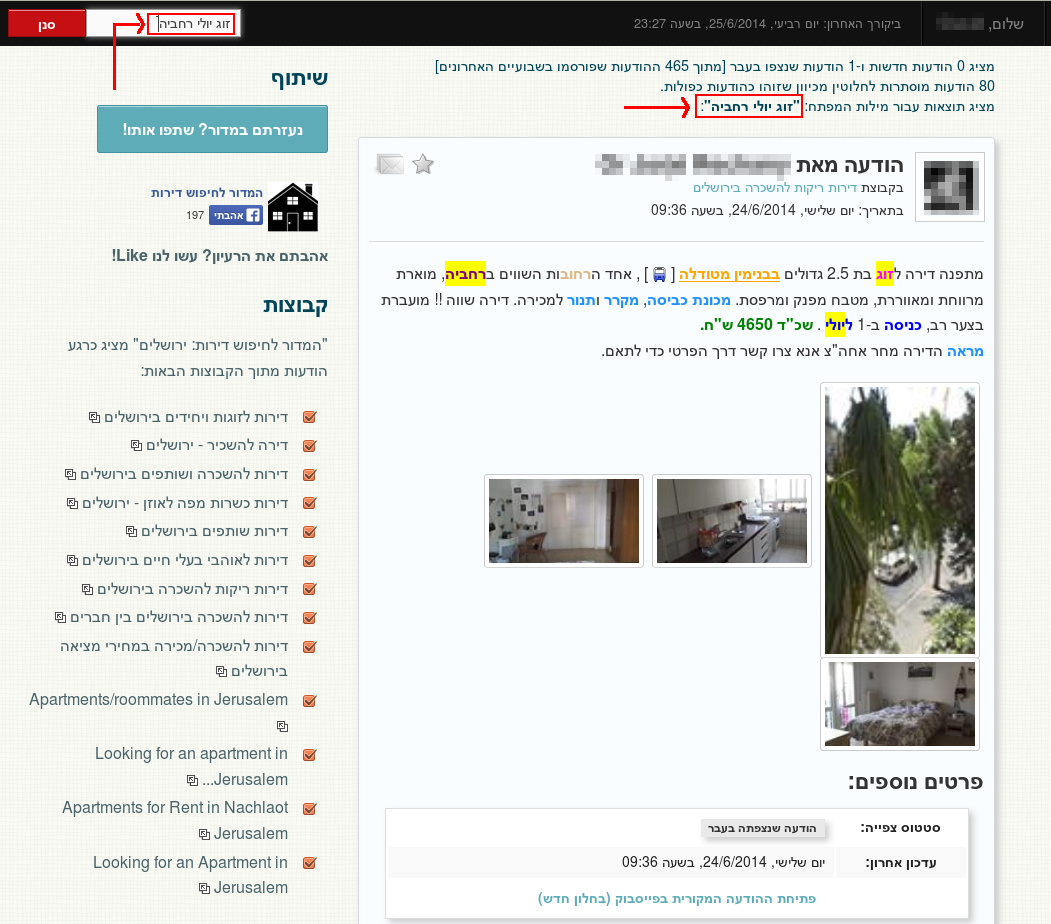 שלום,
ביקורך האחרון: יום רביעי, 25/6/2014, בשעה 23:27
זוג יולי רחביה
סנן
מציג 0 הודעות חדשות ו-1 הודעות שנצפו בעבר [מתוך 465 ההודעות שפורסמו בשבועיים האחרונים]
80 הודעות מוסתרות לחלוטין מכיוון שזוהו כהודעות כפולות.
מציג תוצאות עבור מילות המפתח: "זוג יולי רחביה":
הודעה מאת
בקבוצת דירות ריקות להשכרה בירושלים
בתאריך: יום שלישי, 24/6/2014, בשעה 09:36
מתפנה דירה לזוג בת 2.5 גדולים בבנימין מטודלה [ ] , אחד הרחובות השווים ברחביה, מוארת
מרווחת ומאווררת, מטבח מפנק ומרפסת. מכונת כביסה, מקרר ותנור למכירה. דירה שווה !! מועברת
בצער רב, כניסה ב-1 ליולי . שכ"ד 4650 ש"ח.
מראה הדירה מחר אחה"צ אנא צרו קשר דרך הפרטי כדי לתאם.
פרטים נוספים:
סטטוס צפייה: הודעה שנצפתה בעבר
עדכון אחרון: יום שלישי, 24/6/2014, בשעה 09:36
פתיחת ההודעה המקורית בפייסבוק (בחלון חדש)
שיתוף
נעזרתם במדור? שתפו אותו!
המדור לחיפוש דירות
אהבתי 197
אהבתם את הרעיון? עשו לנו Like!
קבוצות
"המדור לחיפוש דירות: ירושלים" מציג כרגע
הודעות מתוך הקבוצות הבאות:
דירות לזוגות ויחידים בירושלים
דירה להשכיר - ירושלים
דירות להשכרה ושותפים בירושלים
דירות כשרות מפה לאוזן - ירושלים
דירות שותפים בירושלים
דירות לאוהבי בעלי חיים בירושלים
דירות ריקות להשכרה בירושלים
דירות להשכרה בירושלים בין חברים
דירות להשכרה/מכירה במחירי מציאה
בירושלים
Apartments/roommates in Jerusalem
Looking for an apartment in
Jerusalem...
Apartments for Rent in Nachlaot
Jerusalem
Looking for an Apartment in
Jerusalem